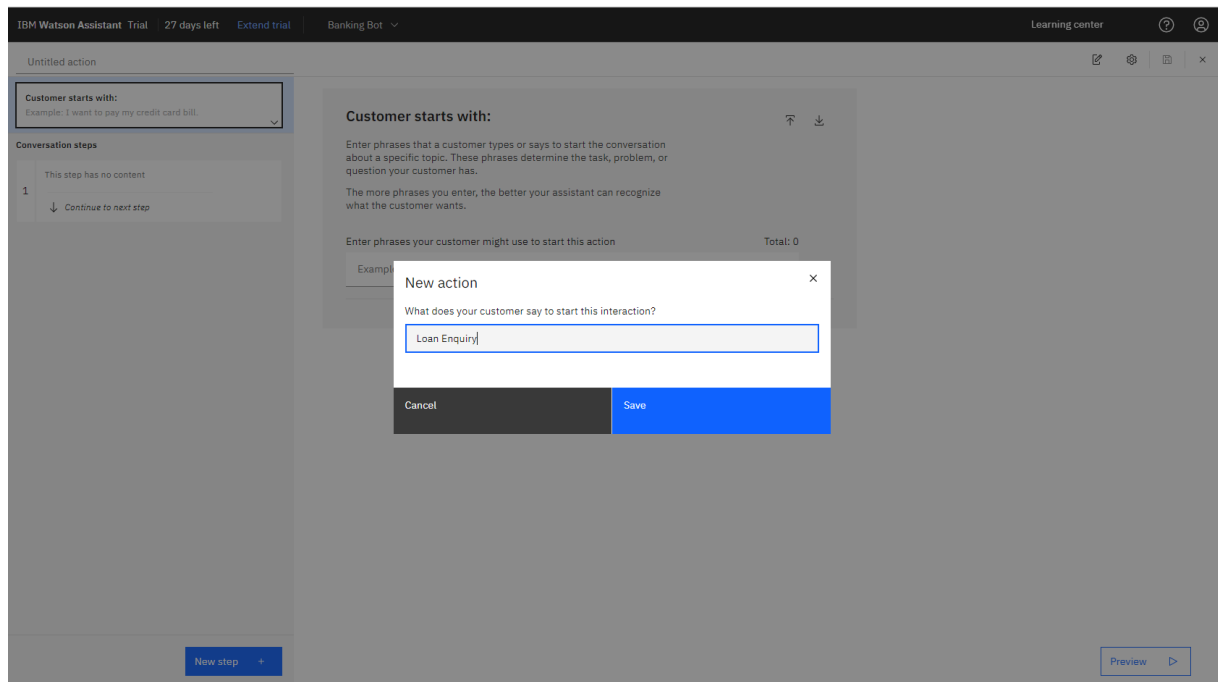 IBM Watson Assistant Trial 27 days left Extend trial Banking Bot Learning center
Untitled action
Customer starts with:
Example: I want to pay my credit card bill.
Conversation steps
This step has no content
1
Continue to next step
New step +
Customer starts with:
Enter phrases that a customer types or says to start the conversation
about a specific topic. These phrases determine the task, problem, or
question your customer has.
The more phrases you enter, the better your assistant can recognize
what the customer wants.
Enter phrases your customer might use to start this action Total: 0
Exampl
New action
What does your customer say to start this interaction?
Loan Enquiry
Cancel Save
Preview